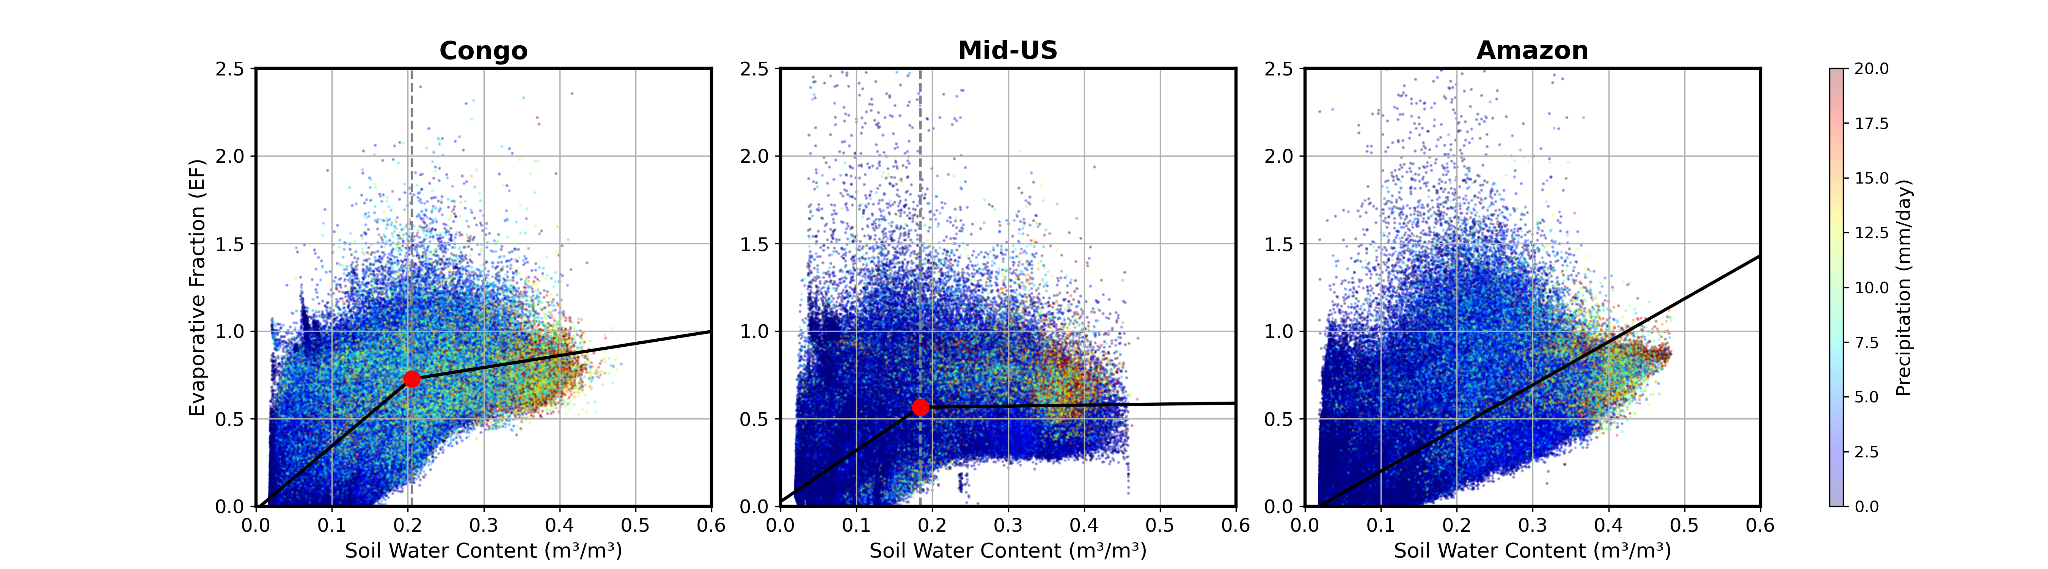 Congo
Mid-US
Amazon
Evaporative Fraction (EF)
2.5
2.0
1.5
1.0
0.5
0.0
0.0 0.1 0.2 0.3 0.4 0.5 0.6
Soil Water Content (m³/m³)
2.5
2.0
1.5
1.0
0.5
0.0
0.0 0.1 0.2 0.3 0.4 0.5 0.6
Soil Water Content (m³/m³)
2.5
2.0
1.5
1.0
0.5
0.0
0.0 0.1 0.2 0.3 0.4 0.5 0.6
Soil Water Content (m³/m³)
20.0
17.5
15.0
12.5
10.0
7.5
5.0
2.5
0.0
Precipitation (mm/day)